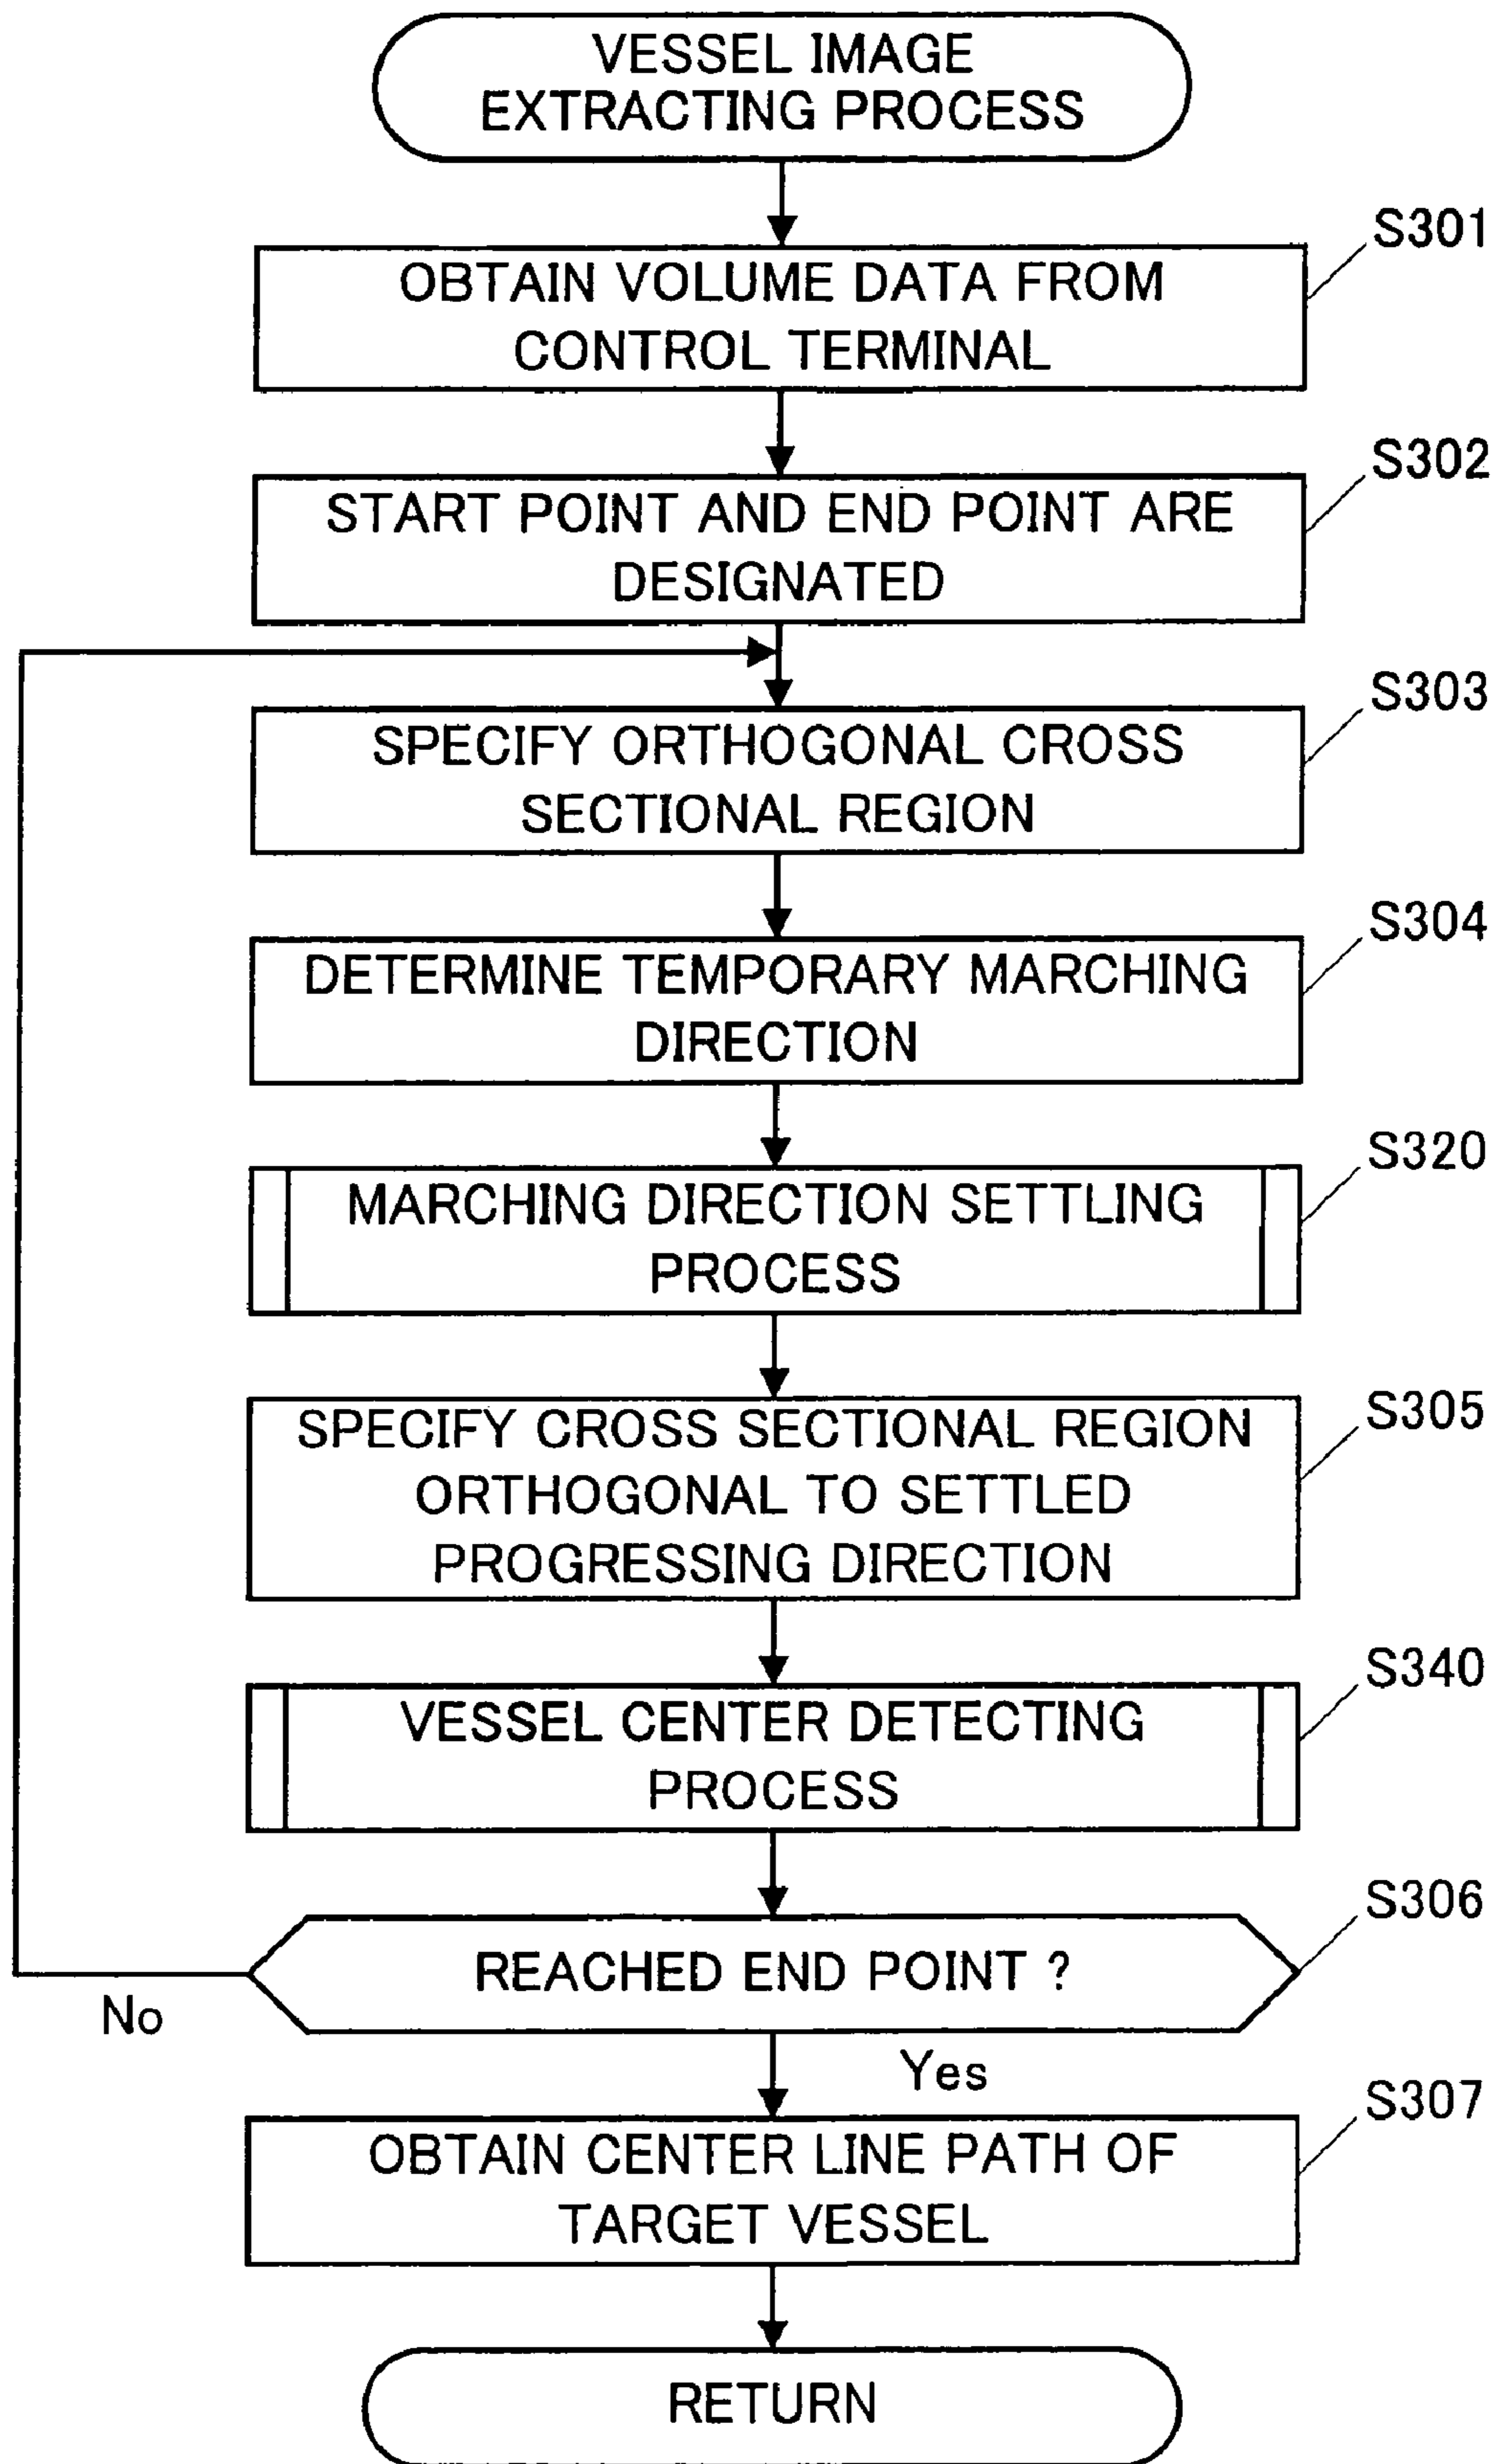 VESSEL IMAGE
EXTRACTING PROCESS
S301
OBTAIN VOLUME DATA FROM
CONTROL TERMINAL
S302
START POINT AND END POINT ARE
DESIGNATED
S303
SPECIFY ORTHOGONAL CROSS
SECTIONAL REGION
S304
DETERMINE TEMPORARY MARCHING
DIRECTION
S320
MARCHING DIRECTION SETTLING
PROCESS
S305
SPECIFY CROSS SECTIONAL REGION
ORTHOGONAL TO SETTLED
PROGRESSING DIRECTION
S340
VESSEL CENTER DETECTING
PROCESS
S306
REACHED END POINT ?
No
Yes
S307
OBTAIN CENTER LINE PATH OF
TARGET VESSEL
RETURN